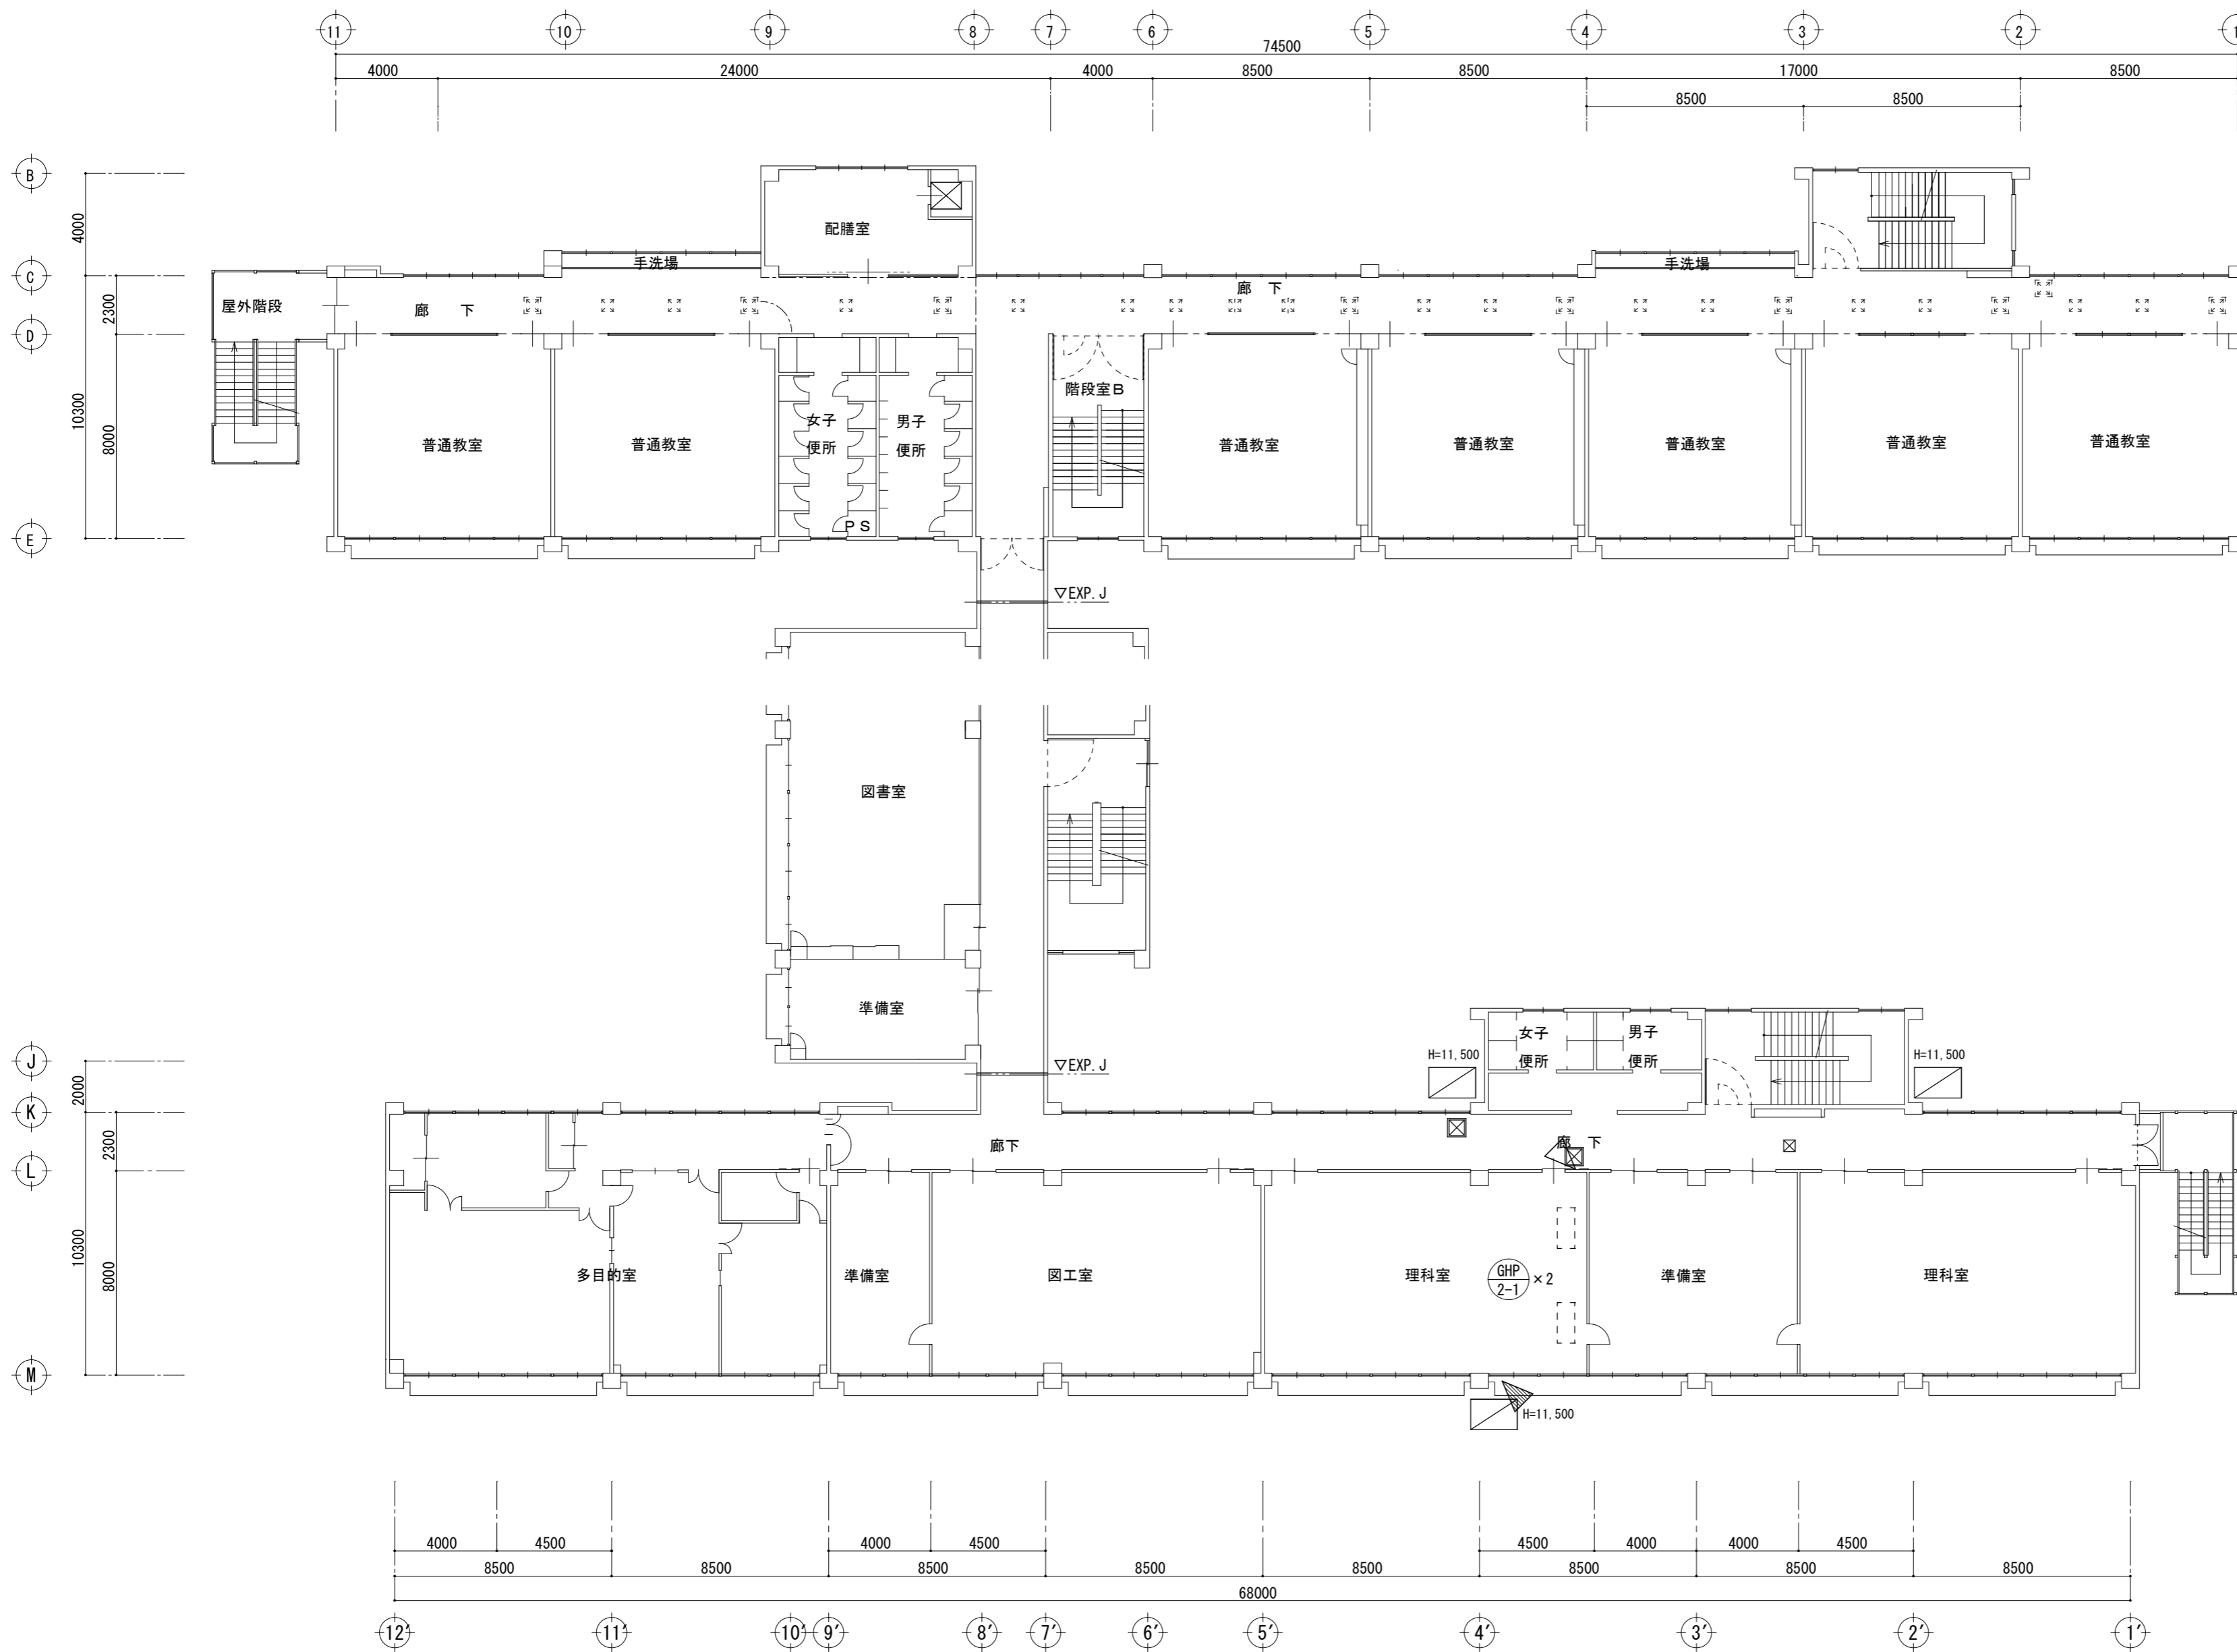 11 10 9 8 7 6 5 4 3 2 1
74500
4000 24000 4000 8500 8500 17000 8500
8500 8500
B
4000
配膳室
手洗場
手洗場
C
屋外階段
廊 下
廊 下
2300
D
階段室B
10300
8000
女子
便所
男子
便所
普通教室
普通教室
普通教室
普通教室
普通教室
普通教室
普通教室
PS
E
▽EXP.J
図書室
準備室
▽EXP.J
女子
便所
男子
便所
H=11,500
H=11,500
J
2000
K
廊下
廊 下
2300
L
10300
8000
多目的室
準備室
図工室
理科室
GHP
2-1
×2
準備室
理科室
M
H=11,500
4000 4500 4000 4500 4500 4000 4000 4500
8500 8500 8500 8500 8500 8500 8500 8500
68000
12' 11' 10' 9' 8' 7' 6' 5' 4' 3' 2' 1'